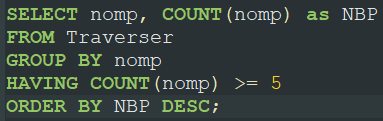 SELECT nomp, COUNT(nomp) as NBP
FROM Traverser
GROUP BY nomp
HAVING COUNT(nomp) >= 5
ORDER BY NBP DESC;